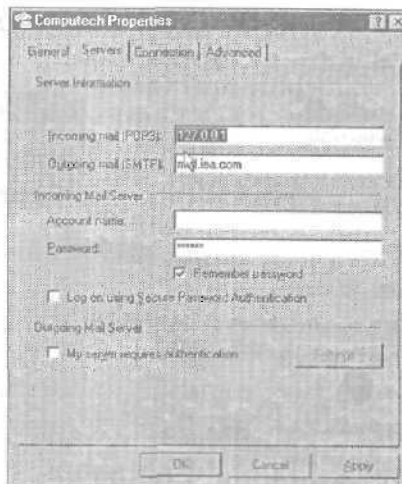 Computech Properties
General Servers Connection Advanced
Server Information
Incoming mail (POP3): 127.0.0.1
Outgoing mail (SMTP):
Incoming Mail Server
Account name:
Password: ******
Remember password
Log on using Secure Password Authentication
Outgoing Mail Server
My server requires authentication
Settings...
OK Cancel Apply